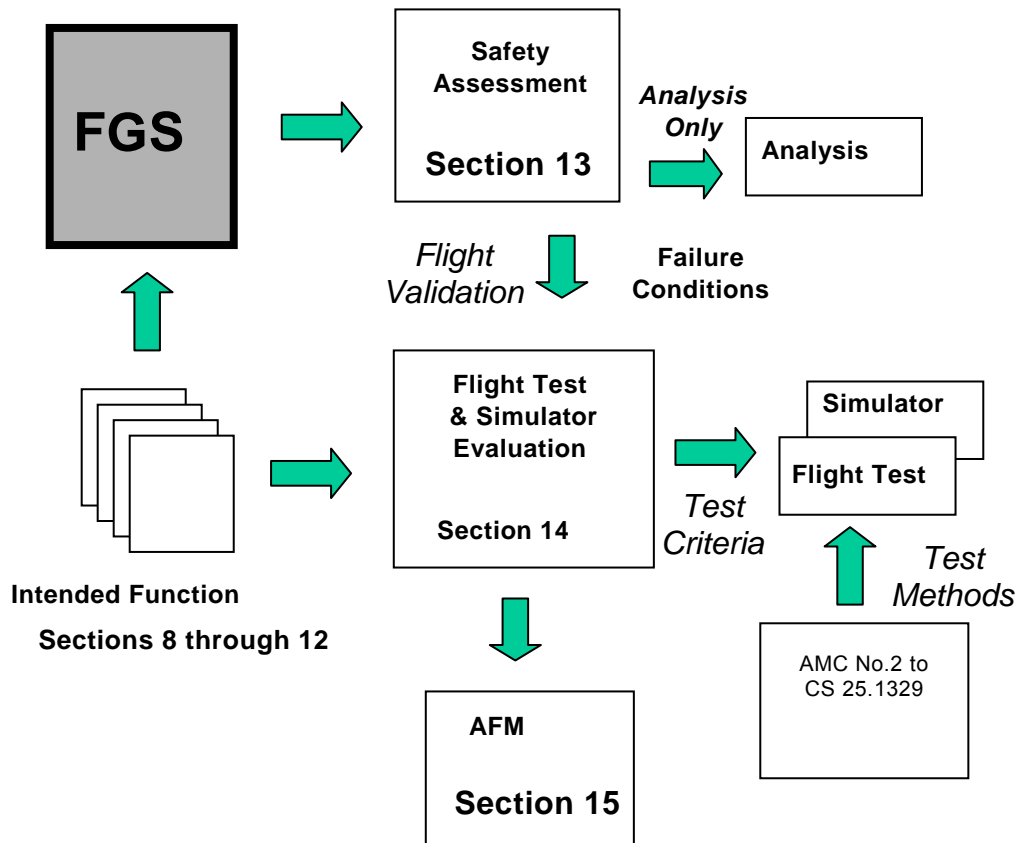 FGS
Safety
Assessment
Section 13
Analysis
Only
Analysis
Flight
Validation
Failure
Conditions
Flight Test
& Simulator
Evaluation
Section 14
Simulator
Flight Test
Test
Criteria
Test
Methods
Intended Function
Sections 8 through 12
AMC No.2 to
CS 25.1329
AFM
Section 15